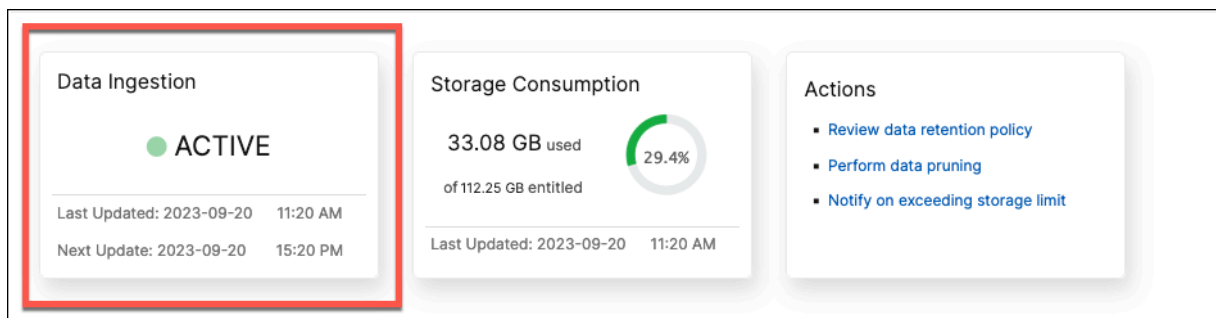 Data Ingestion
ACTIVE
Last Updated: 2023-09-20 11:20 AM
Next Update: 2023-09-20 15:20 PM
Storage Consumption
33.08 GB used
29.4%
of 112.25 GB entitled
Last Updated: 2023-09-20 11:20 AM
Actions
Review data retention policy
Perform data pruning
Notify on exceeding storage limit